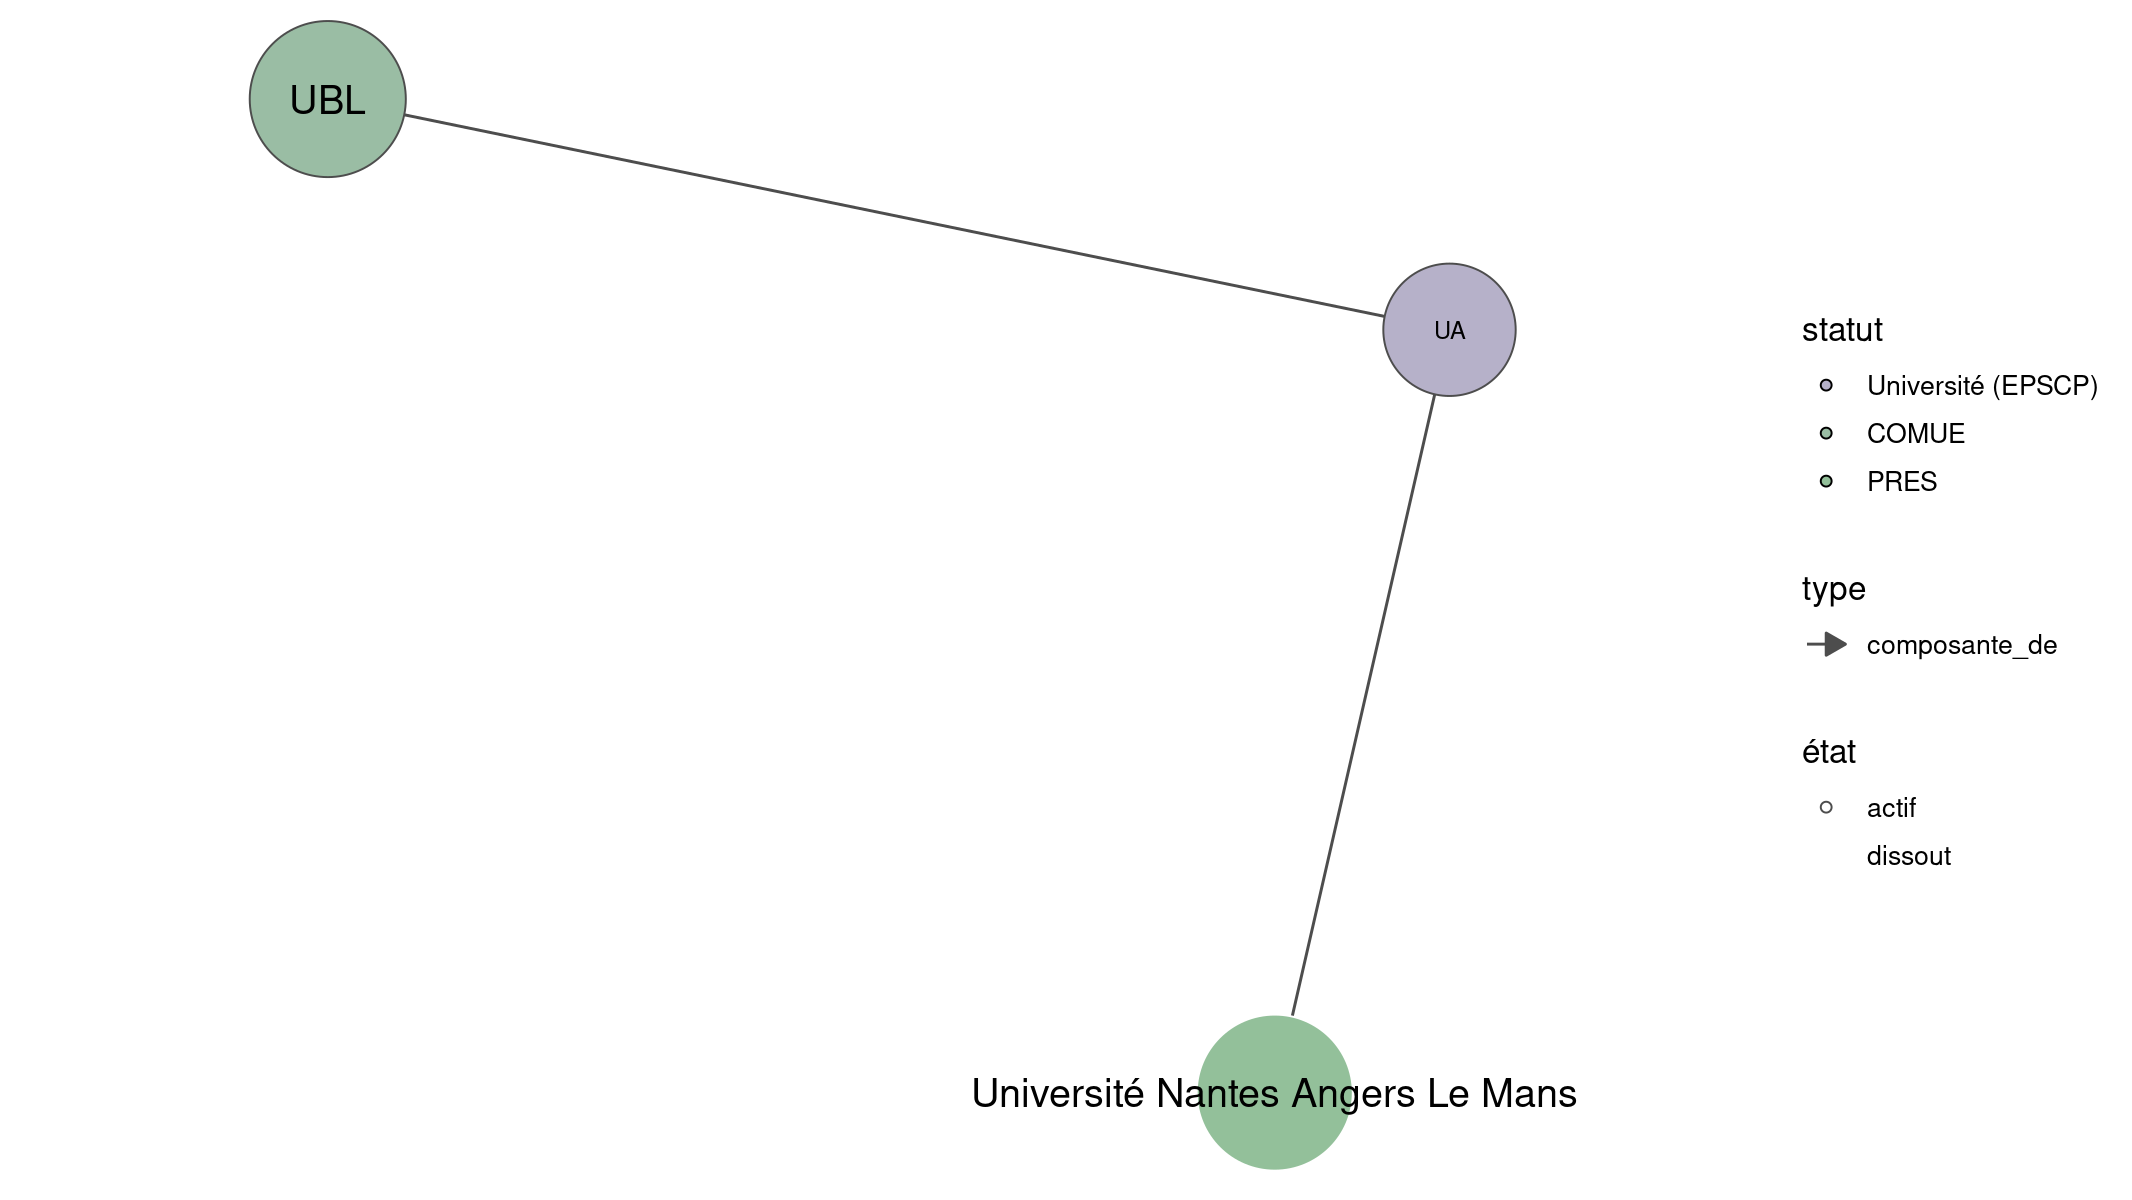 UBL
UA
Université Nantes Angers Le Mans
statut
Université (EPSCP)
COMUE
PRES
type
composante_de
état
actif
dissout